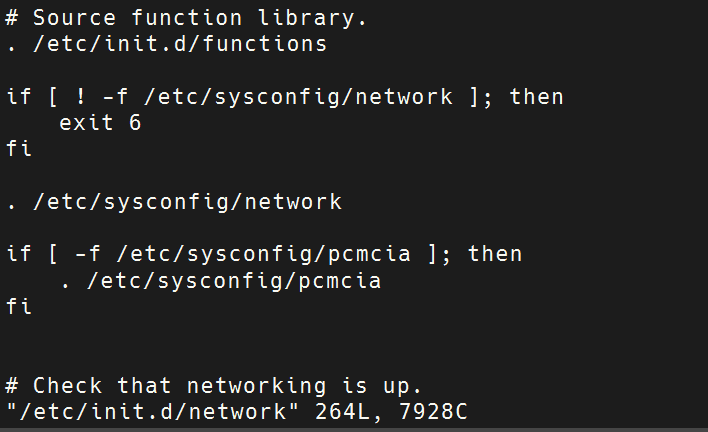 # Source function library.
. /etc/init.d/functions

if [ ! -f /etc/sysconfig/network ]; then
    exit 6
fi

. /etc/sysconfig/network

if [ -f /etc/sysconfig/pcmcia ]; then
    . /etc/sysconfig/pcmcia
fi


# Check that networking is up.
"/etc/init.d/network" 264L, 7928C